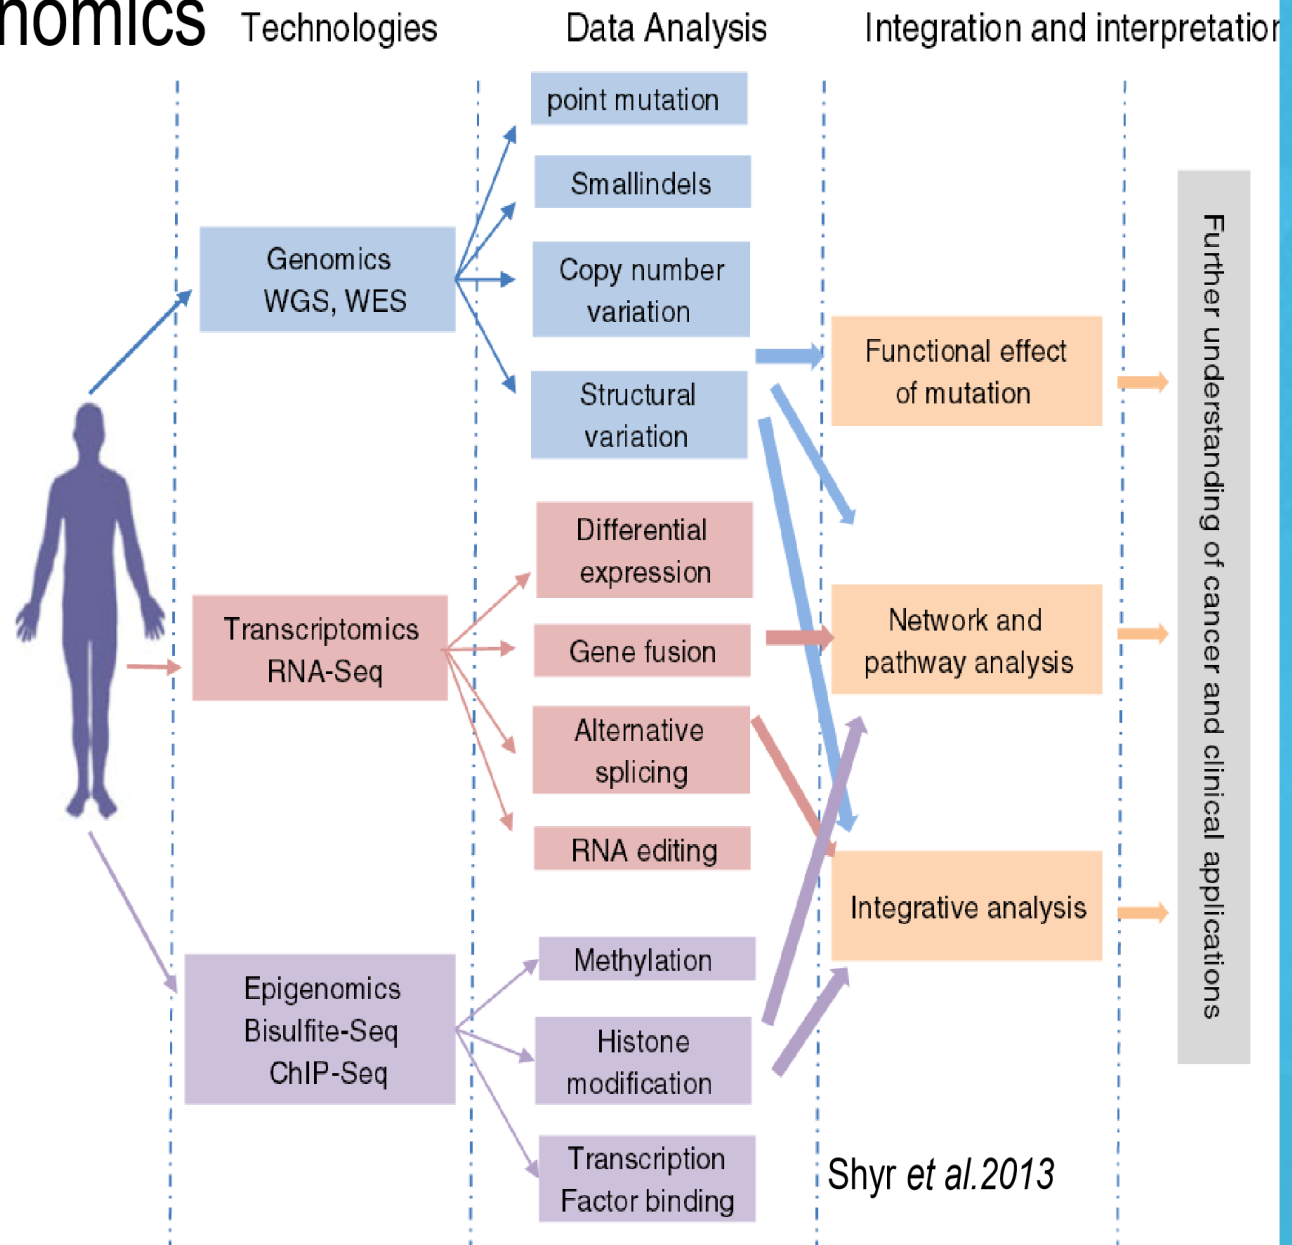 nomics
Technologies
Data Analysis
Integration and interpretation
point mutation
Smallindels
Genomics
WGS, WES
Copy number
variation
Structural
variation
Functional effect
of mutation
Differential
expression
Transcriptomics
RNA-Seq
Gene fusion
Network and
pathway analysis
Alternative
splicing
RNA editing
Integrative analysis
Methylation
Epigenomics
Bisulfite-Seq
ChIP-Seq
Histone
modification
Transcription
Factor binding
Further understanding of cancer and clinical applications
Shyr et al.2013